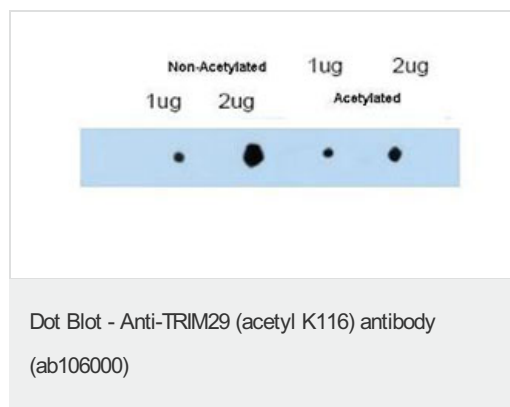 Non-Acetylated 1ug 2ug
1ug 2ug Acetylated
Dot Blot - Anti-TRIM29 (acetyl K116) antibody
(ab106000)